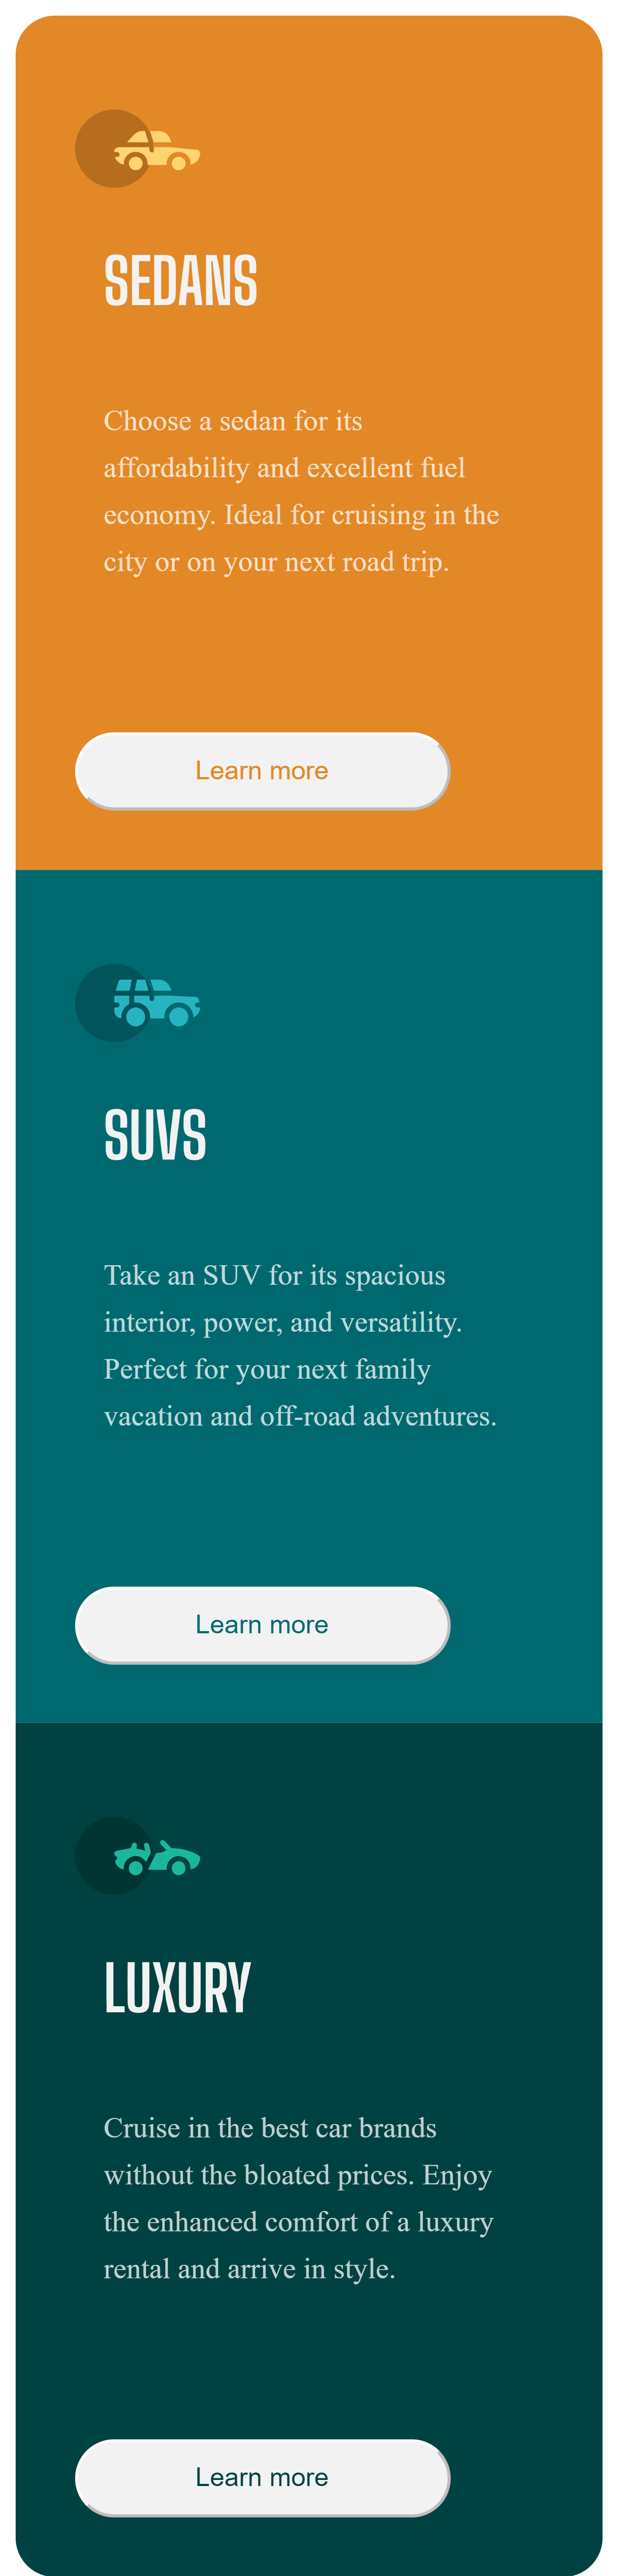 SEDANS
Choose a sedan for its
affordability and excellent fuel
economy. Ideal for cruising in the
city or on your next road trip.
Learn more
SUVS
Take an SUV for its spacious
interior, power, and versatility.
Perfect for your next family
vacation and off-road adventures.
Learn more
LUXURY
Cruise in the best car brands
without the bloated prices. Enjoy
the enhanced comfort of a luxury
rental and arrive in style.
Learn more